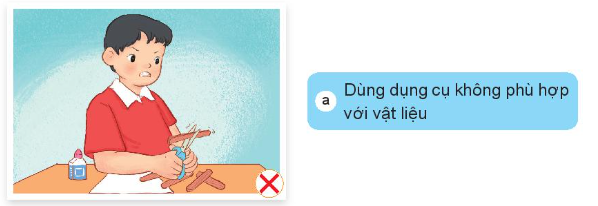 a
Dùng dụng cụ không phù hợp
với vật liệu